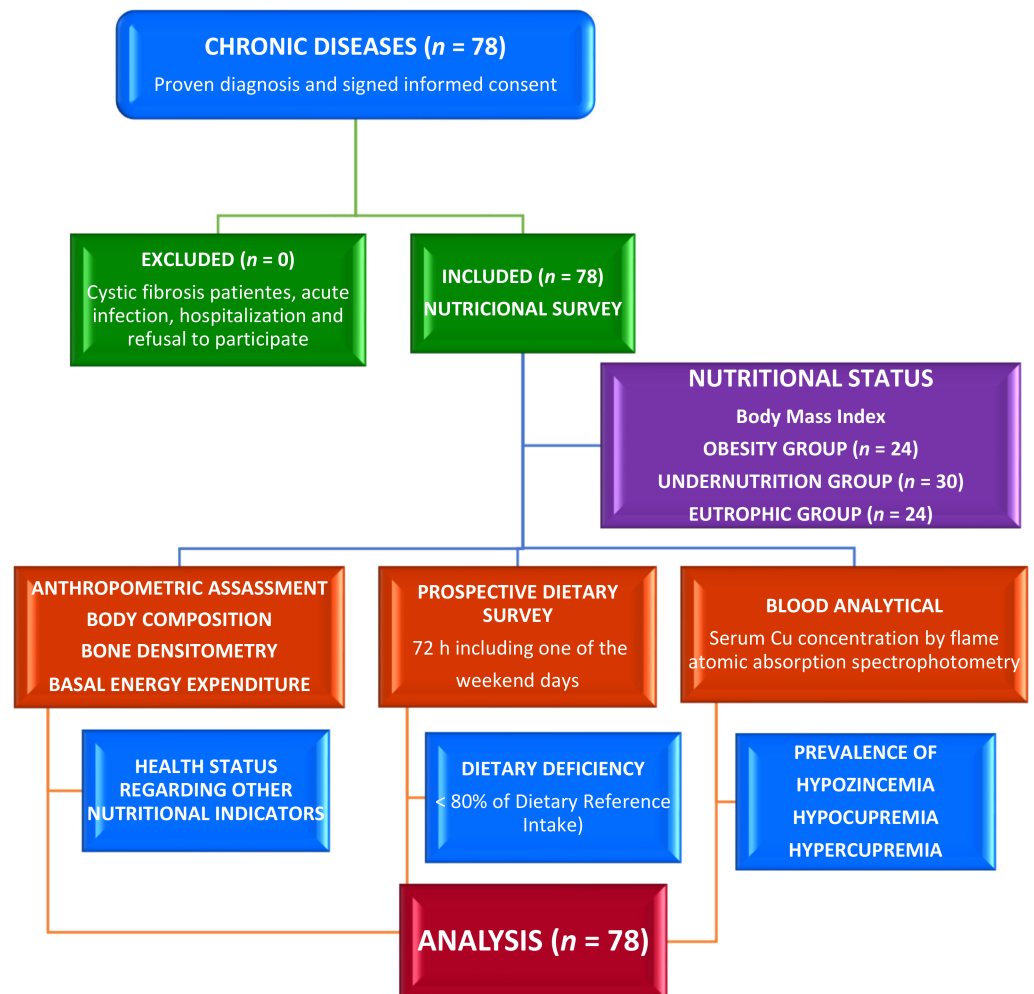 CHRONIC DISEASES (n = 78)
Proven diagnosis and signed informed consent
EXCLUDED (n = 0)
Cystic fibrosis patientes, acute
infection, hospitalization and
refusal to participate
INCLUDED (n = 78)
NUTRICIONAL SURVEY
NUTRITIONAL STATUS
Body Mass Index
OBESITY GROUP (n = 24)
UNDERNUTRITION GROUP (n = 30)
EUTROPHIC GROUP (n = 24)
ANTHROPOMETRIC ASSASSMENT
BODY COMPOSITION
BONE DENSITOMETRY
BASAL ENERGY EXPENDITURE
PROSPECTIVE DIETARY
SURVEY
72 h including one of the
weekend days
BLOOD ANALYTICAL
Serum Cu concentration by flame
atomic absorption spectrophotometry
HEALTH STATUS
REGARDING OTHER
NUTRITIONAL INDICATORS
DIETARY DEFICIENCY
< 80% of Dietary Reference
Intake)
PREVALENCE OF
HYPOZINCEMIA
HYPOCUPREMIA
HYPERCUPREMIA
ANALYSIS (n = 78)